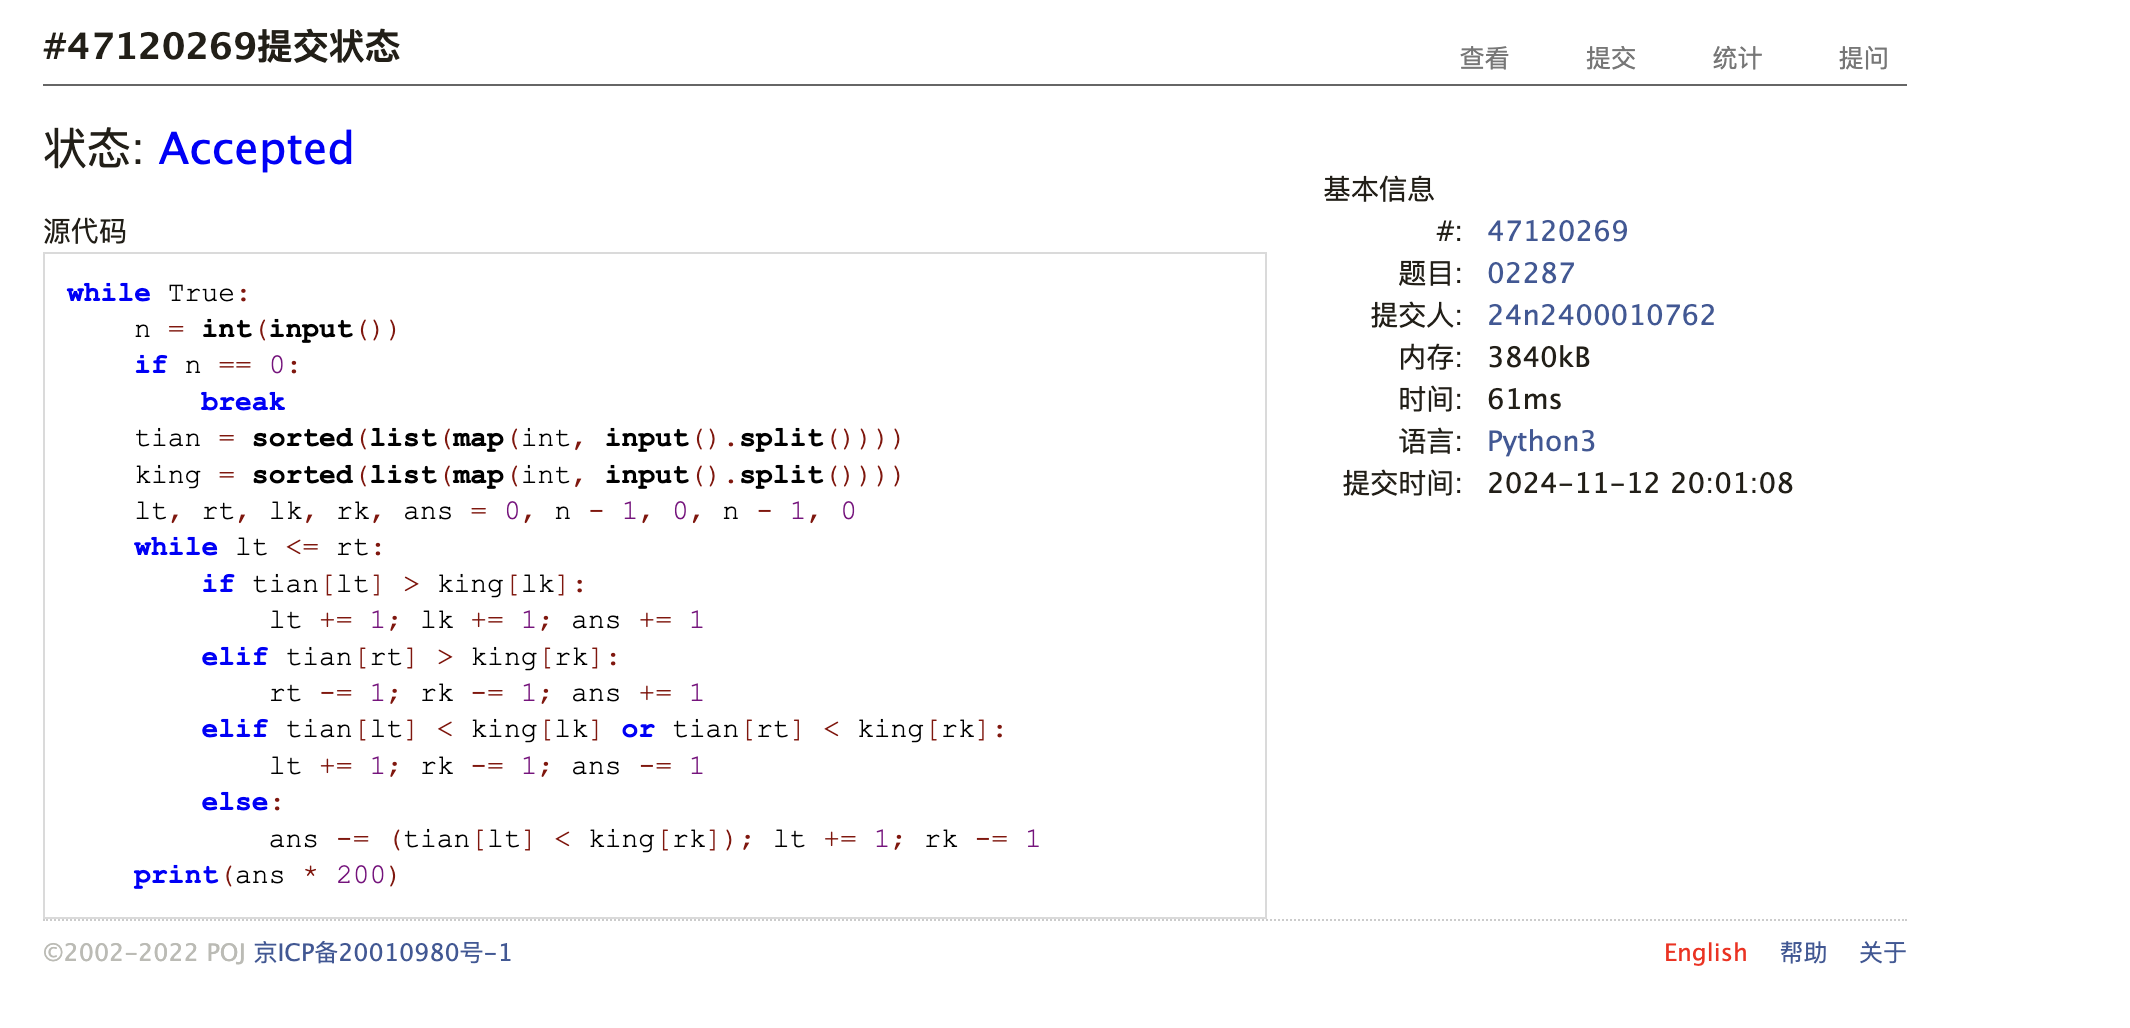 #47120269提交状态
查看 提交 统计 提问
状态: Accepted
源代码
while True:
    n = int(input())
    if n == 0:
        break
    tian = sorted(list(map(int, input().split())))
    king = sorted(list(map(int, input().split())))
    lt, rt, lk, rk, ans = 0, n - 1, 0, n - 1, 0
    while lt <= rt:
        if tian[lt] > king[lk]:
            lt += 1; lk += 1; ans += 1
        elif tian[rt] > king[rk]:
            rt -= 1; rk -= 1; ans += 1
        elif tian[lt] < king[lk] or tian[rt] < king[rk]:
            lt += 1; rk -= 1; ans -= 1
        else:
            ans -= (tian[lt] < king[rk]); lt += 1; rk -= 1
    print(ans * 200)
基本信息
#: 47120269
题目: 02287
提交人: 24n2400010762
内存: 3840kB
时间: 61ms
语言: Python3
提交时间: 2024-11-12 20:01:08
©2002-2022 POJ 京ICP备20010980号-1
English 帮助 关于